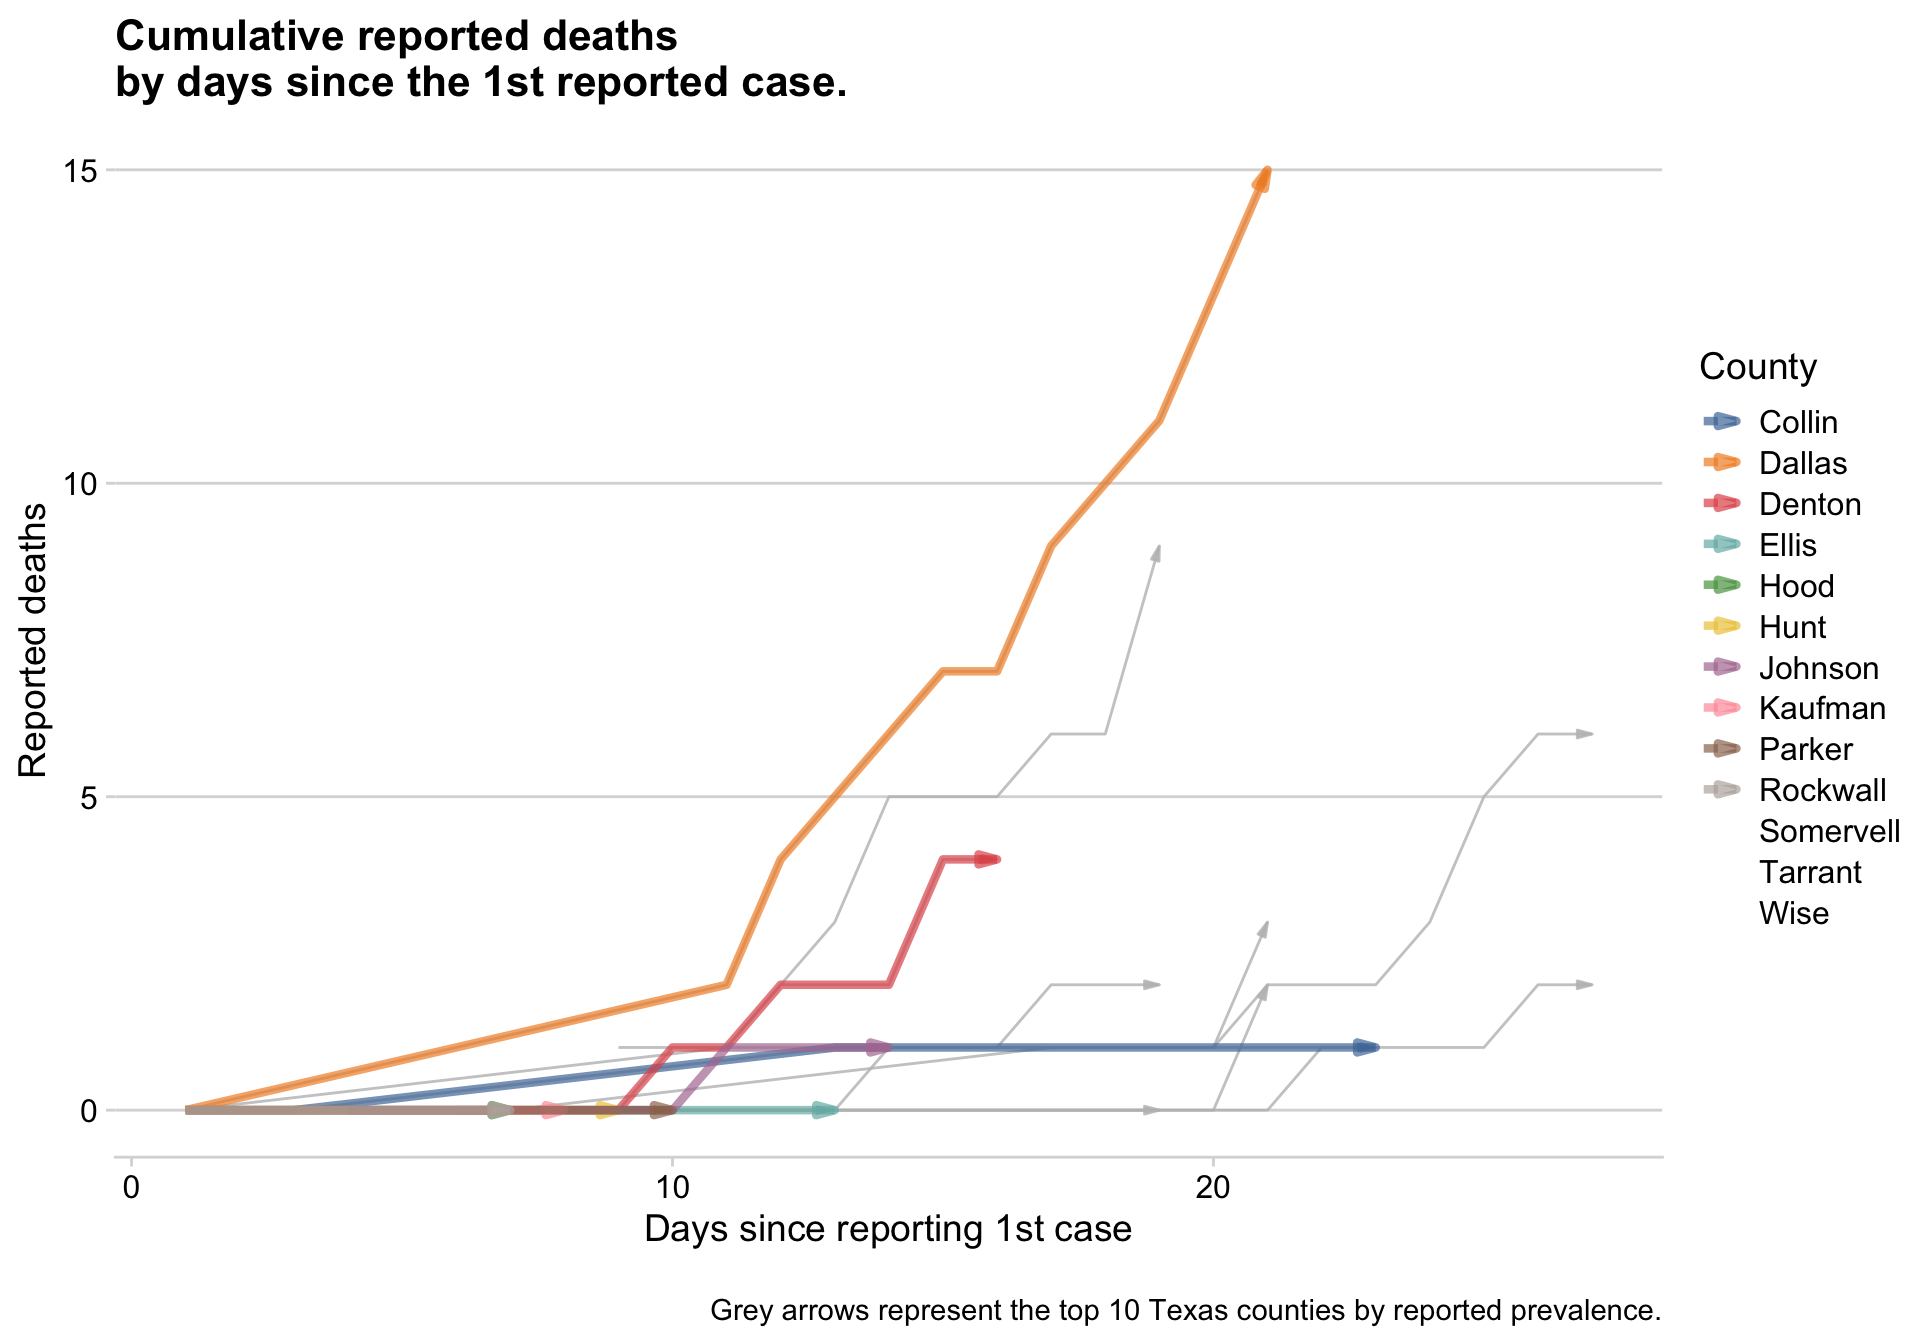 Cumulative reported deaths
by days since the 1st reported case.
15
10
5
0
Reported deaths
0 10 20
Days since reporting 1st case
County
Collin
Dallas
Denton
Ellis
Hood
Hunt
Johnson
Kaufman
Parker
Rockwall
Somervell
Tarrant
Wise
Grey arrows represent the top 10 Texas counties by reported prevalence.